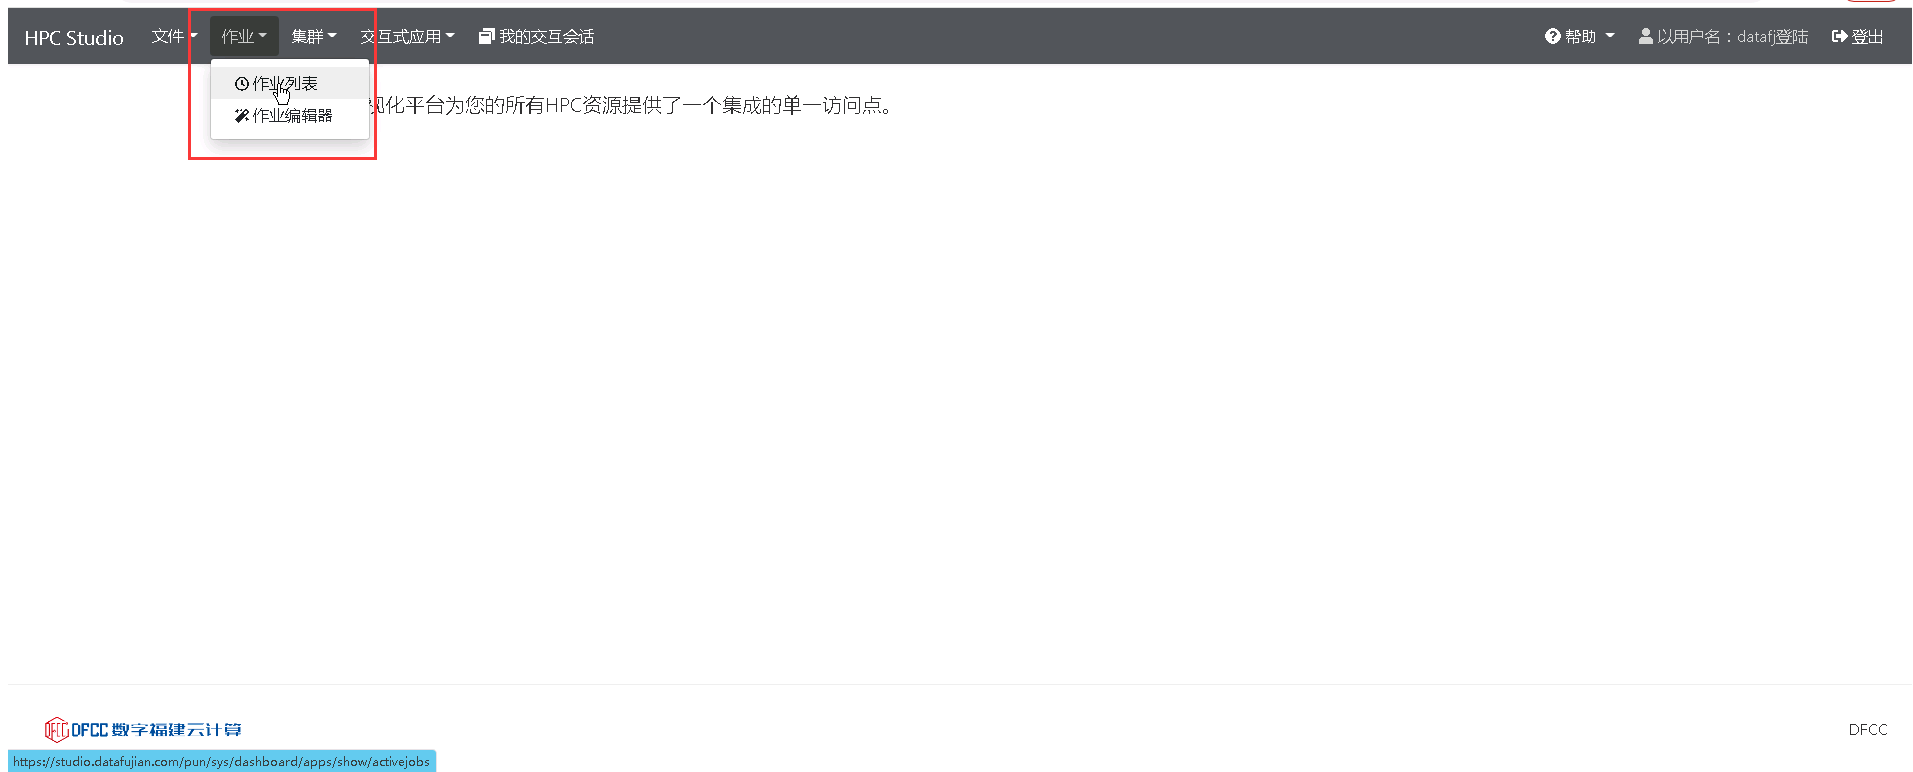 HPC Studio 文件 作业 集群 交互式应用 我的交互会话 帮助 以用户名：datafj登陆 登出
作业列表
作业编辑器
视化平台为您的所有HPC资源提供了一个集成的单一访问点。
DFCC 数字福建云计算
DFCC
https://studio.datafujian.com/pun/sys/dashboard/apps/show/activejobs